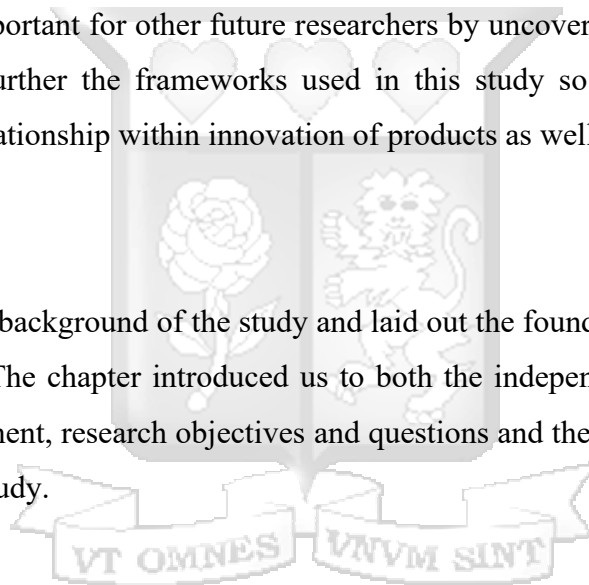 portant for other future researchers by uncover
urther the frameworks used in this study so
ationship within innovation of products as well
background of the study and laid out the found
The chapter introduced us to both the indepen
nent, research objectives and questions and the
udy.
VT OMNES VNVM SINT